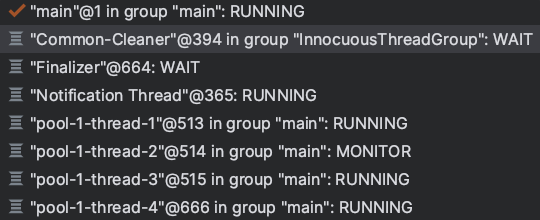 "main"@1 in group "main": RUNNING
"Common-Cleaner"@394 in group "InnocuousThreadGroup": WAIT
"Finalizer"@664: WAIT
"Notification Thread"@365: RUNNING
"pool-1-thread-1"@513 in group "main": RUNNING
"pool-1-thread-2"@514 in group "main": MONITOR
"pool-1-thread-3"@515 in group "main": RUNNING
"pool-1-thread-4"@666 in group "main": RUNNING